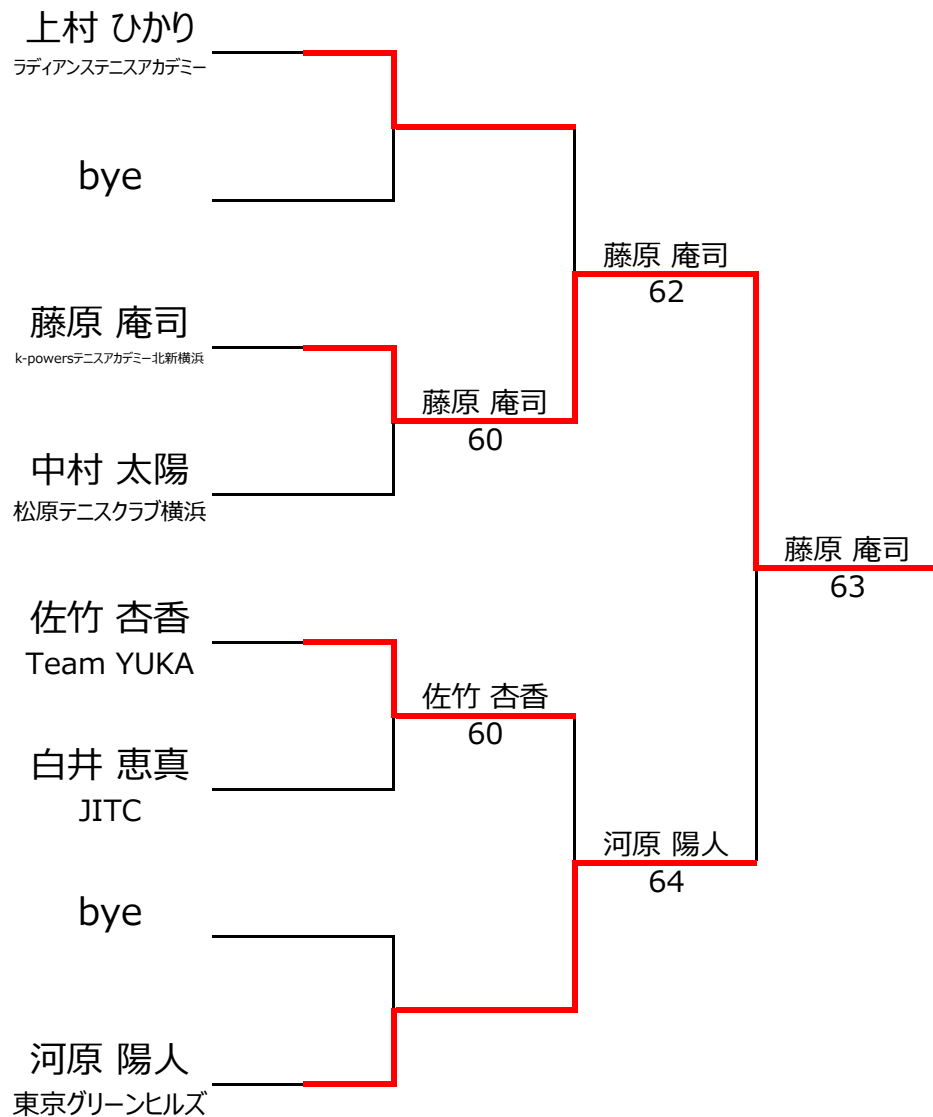 上村 ひかり
ラディアンステニスアカデミー
bye
藤原 庵司
k-powersテニスアカデミー北新横浜
中村 太陽
松原テニスクラブ横浜
佐竹 杏香
Team YUKA
白井 恵真
JITC
bye
河原 陽人
東京グリーンヒルズ
藤原 庵司
60
佐竹 杏香
60
藤原 庵司
62
河原 陽人
64
藤原 庵司
63